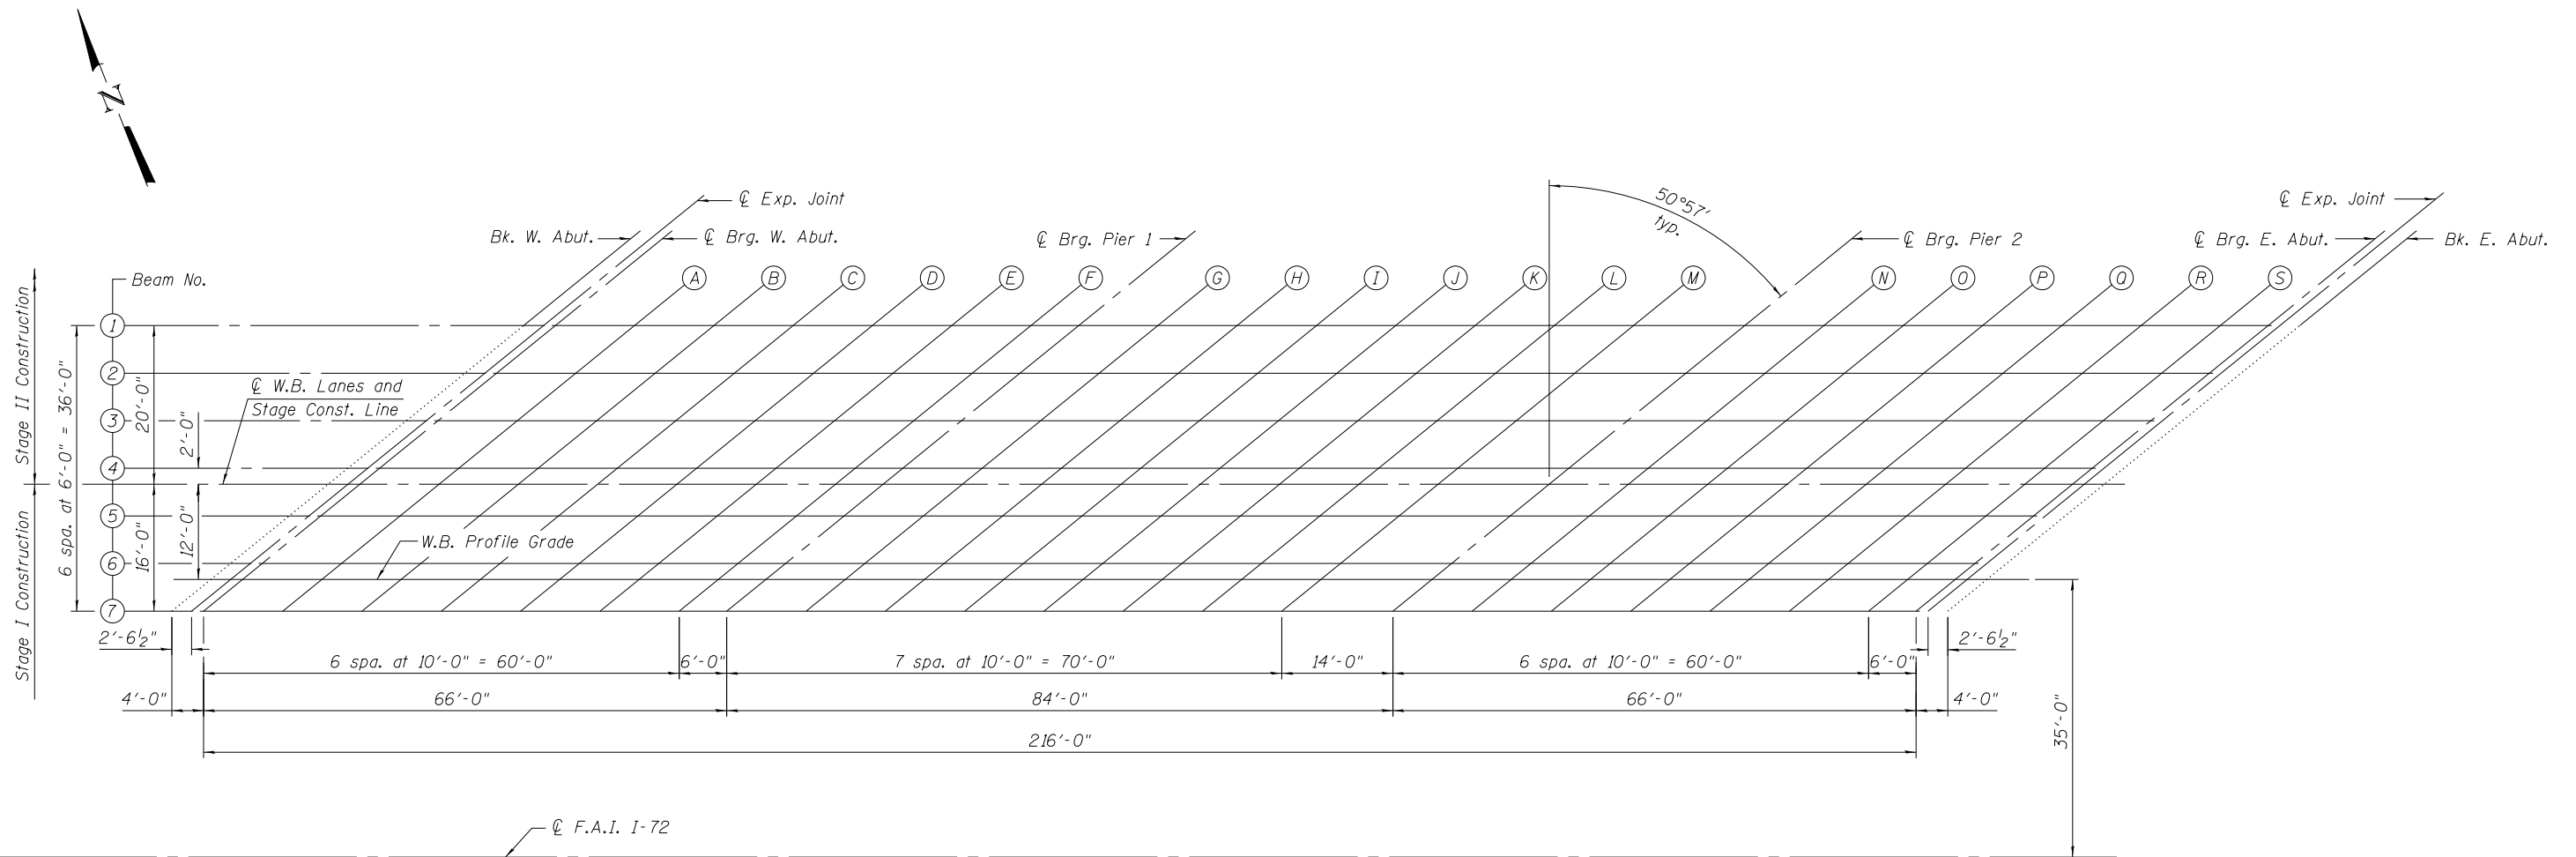 N
℄ Exp. Joint
Bk. W. Abut.
℄ Brg. W. Abut.
℄ Brg. Pier 1
50°57'
typ.
℄ Brg. Pier 2
℄ Exp. Joint
℄ Brg. E. Abut.
Bk. E. Abut.
Beam No.
A B C D E F G H I J K L M N O P Q R S
1
2
3
4
5
6
7
Stage II Construction
Stage I Construction
6 spa. at 6'-0" = 36'-0"
20'-0"
2'-0"
16'-0"
12'-0"
℄ W.B. Lanes and
Stage Const. Line
W.B. Profile Grade
2'-6½"
6 spa. at 10'-0" = 60'-0"
6'-0"
7 spa. at 10'-0" = 70'-0"
14'-0"
6 spa. at 10'-0" = 60'-0"
6'-0"
2'-6½"
4'-0"
66'-0"
84'-0"
66'-0"
4'-0"
216'-0"
35'-0"
℄ F.A.I. I-72